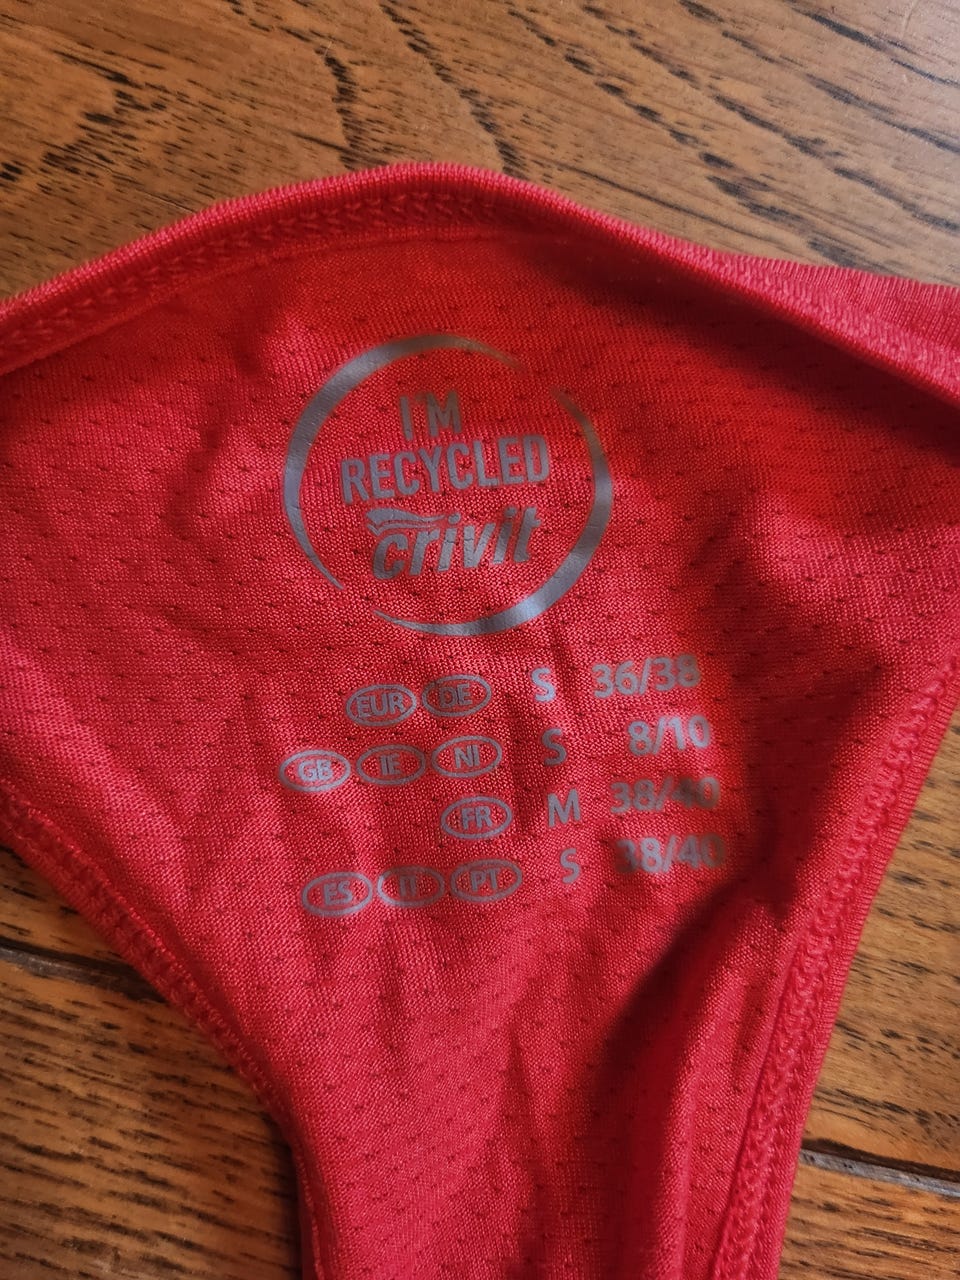 I'M
RECYCLED
crivit
EUR DE S 36/38
GB IE NI S 8/10
FR M 38/40
ES IT PT S 38/40